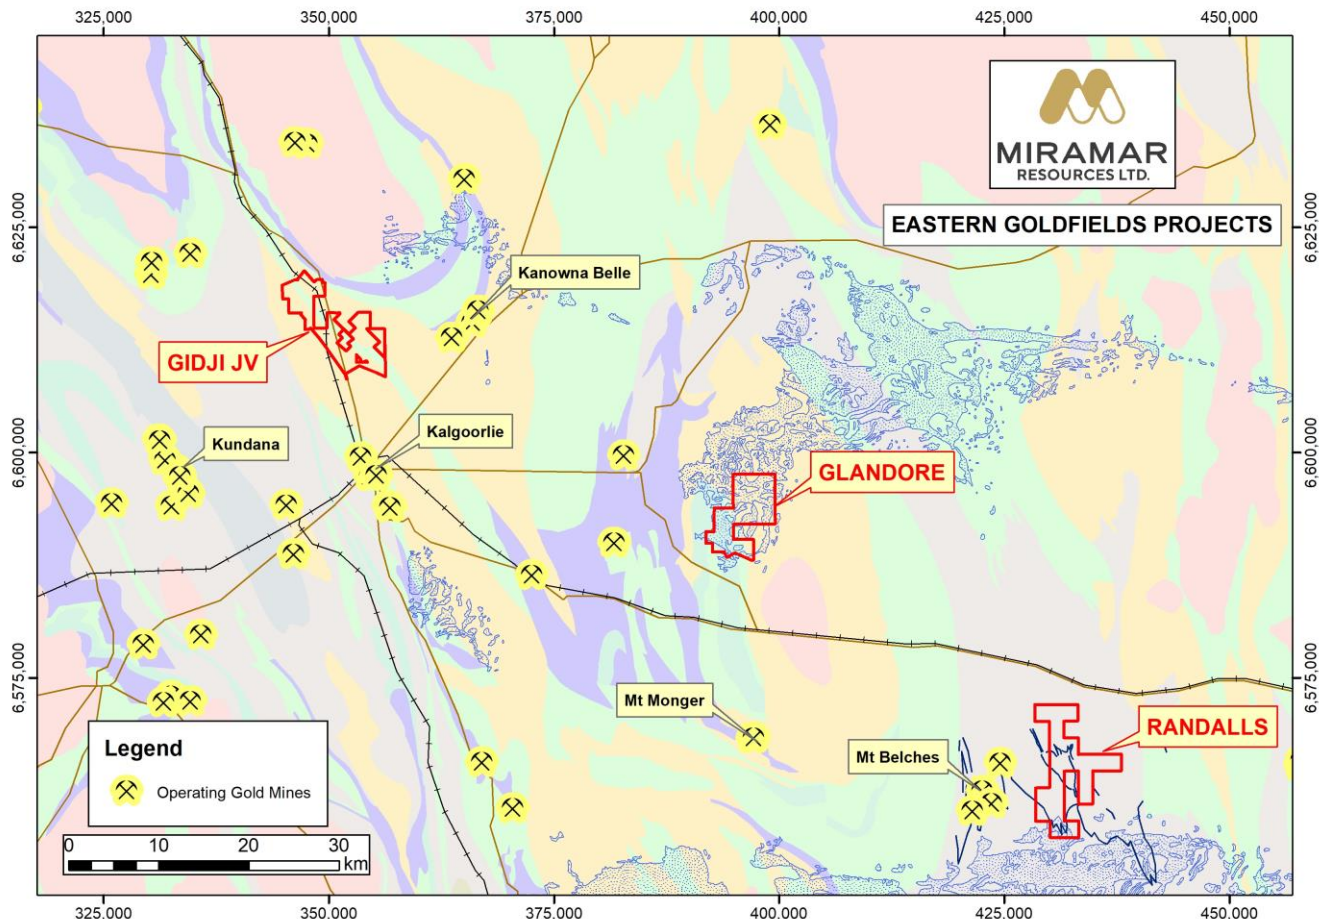 325,000
350,000
375,000
400,000
425,000
450,000
MIRAMAR
RESOURCES LTD.
EASTERN GOLDFIELDS PROJECTS
6,625,000
6,625,000
Kanowna Belle
GIDJI JV
Kundana
Kalgoorlie
GLANDORE
6,600,000
6,600,000
6,575,000
6,575,000
Mt Monger
RANDALLS
Mt Belches
Legend
Operating Gold Mines
0
10
20
30
km
325,000
350,000
375,000
400,000
425,000
450,000